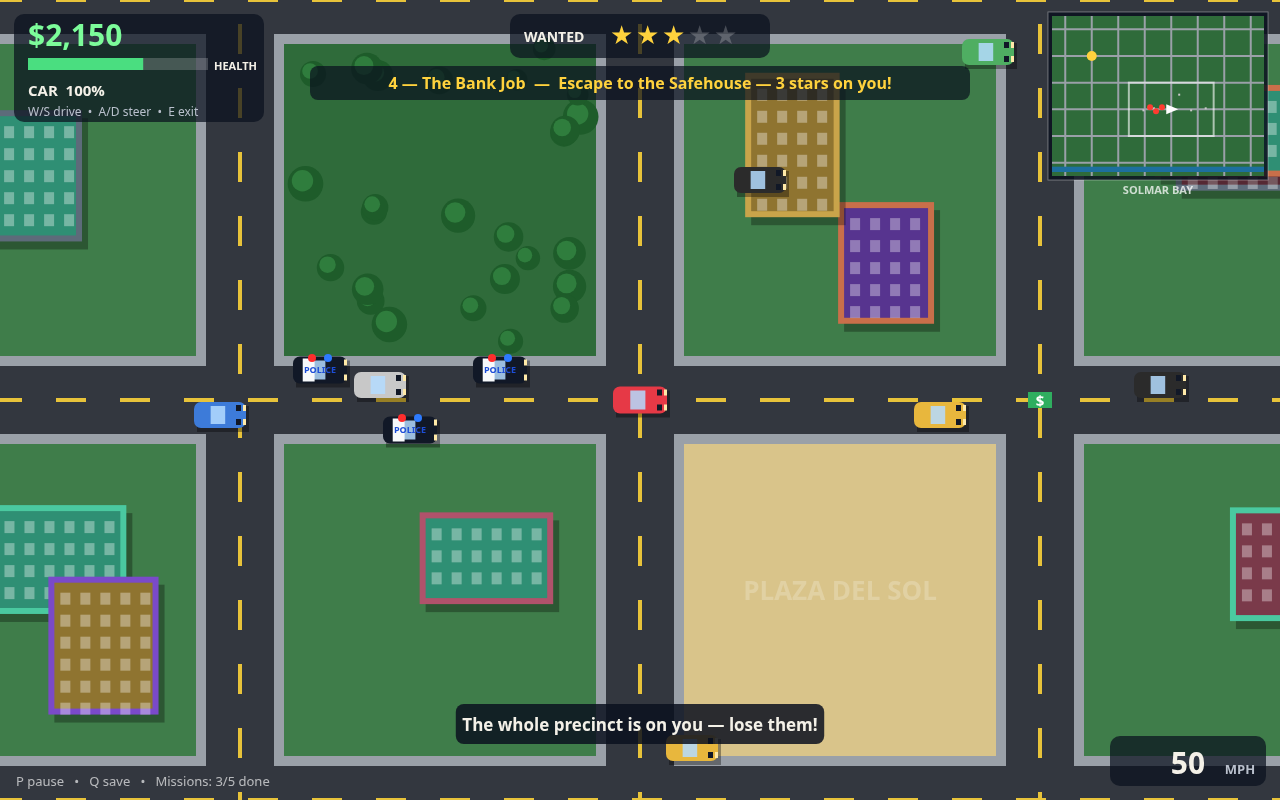 $2,150
HEALTH
CAR 100%
W/S drive • A/D steer • E exit
WANTED ★★★★★
4 — The Bank Job — Escape to the Safehouse — 3 stars on you!
SOLMAR BAY
POLICE
POLICE
POLICE
$
PLAZA DEL SOL
The whole precinct is on you — lose them!
P pause • Q save • Missions: 3/5 done
50 MPH